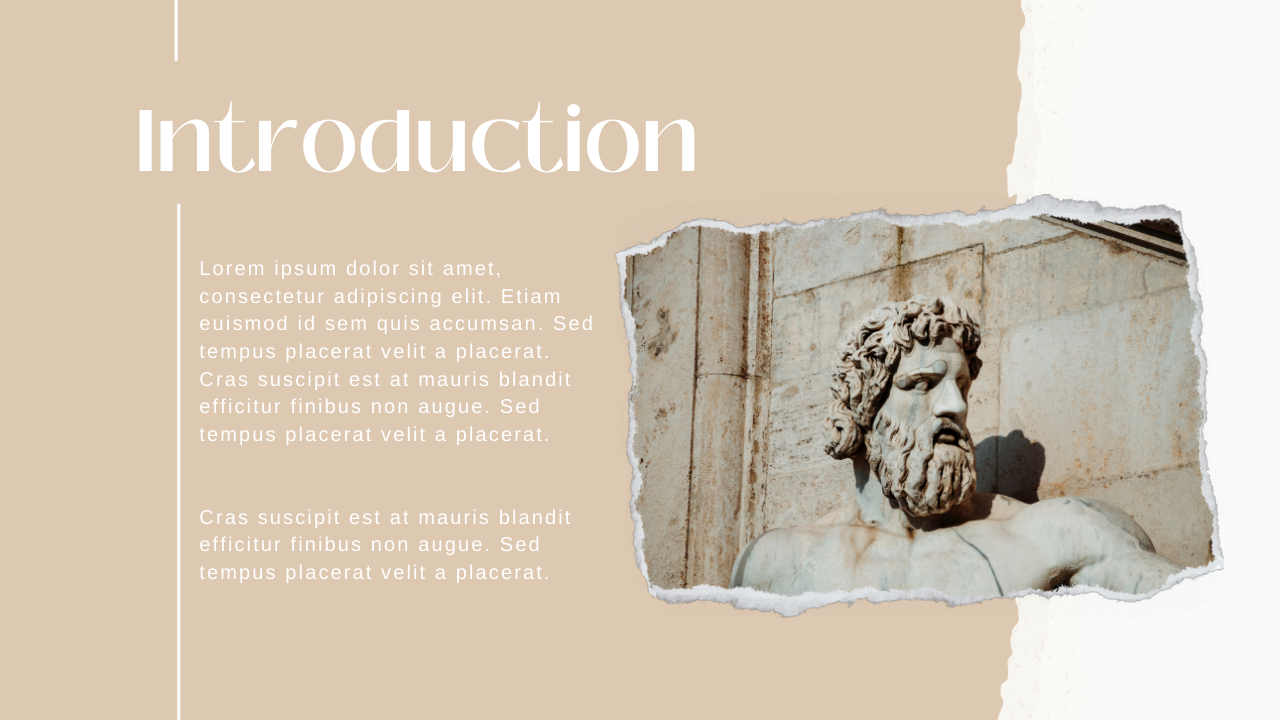 Introduction
Lorem ipsum dolor sit amet,
consectetur adipiscing elit. Etiam
euismod id sem quis accumsan. Sed
tempus placerat velit a placerat.
Cras suscipit est at mauris blandit
efficitur finibus non augue. Sed
tempus placerat velit a placerat.
Cras suscipit est at mauris blandit
efficitur finibus non augue. Sed
tempus placerat velit a placerat.